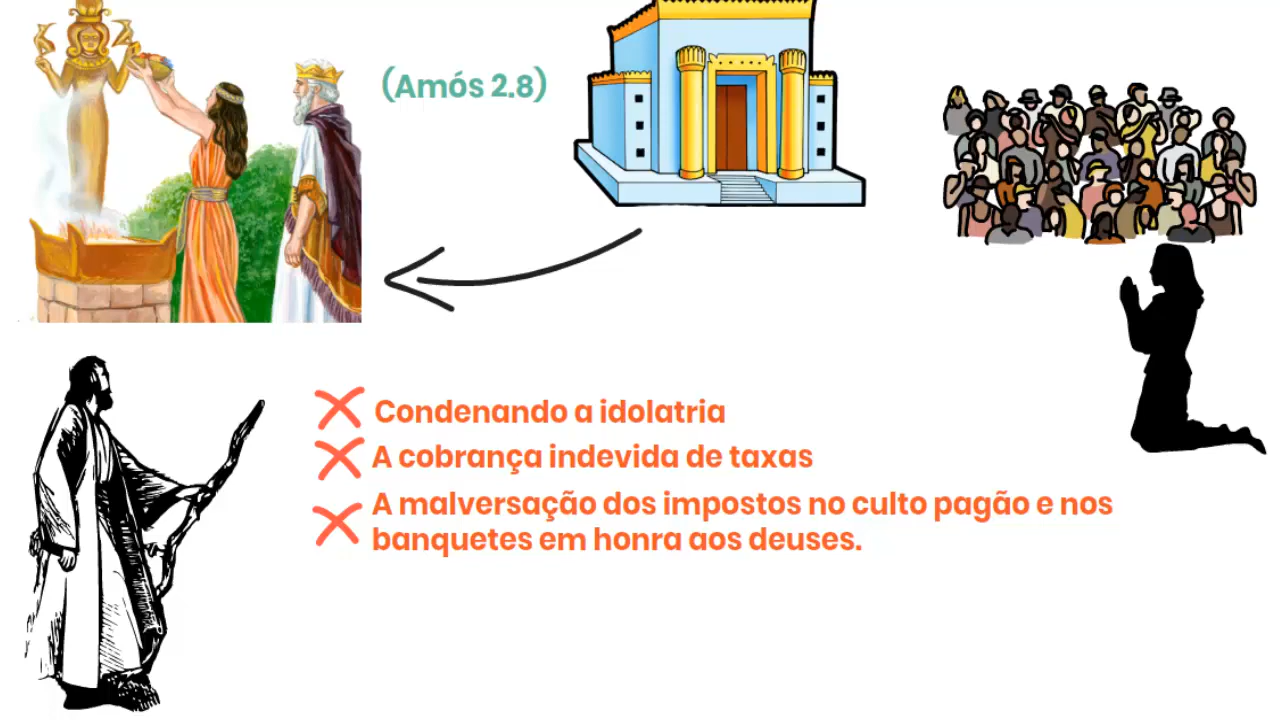 (Amós 2.8)
Condenando a idolatria
A cobrança indevida de taxas
A malversação dos impostos no culto pagão e nos
banquetes em honra aos deuses.